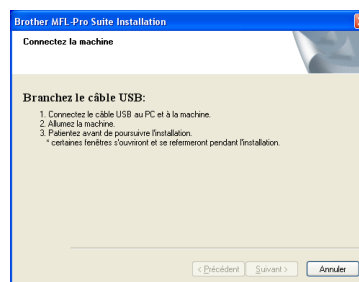 Brother MFL-Pro Suite Installation
Connectez la machine
Branchez le câble USB:
1. Connectez le câble USB au PC et à la machine.
2. Allumez la machine.
3. Patientez avant de poursuivre l'installation.
* certaines fenêtres s'ouvriront et se refermeront pendant l'installation.
< Précédent Suivant > Annuler